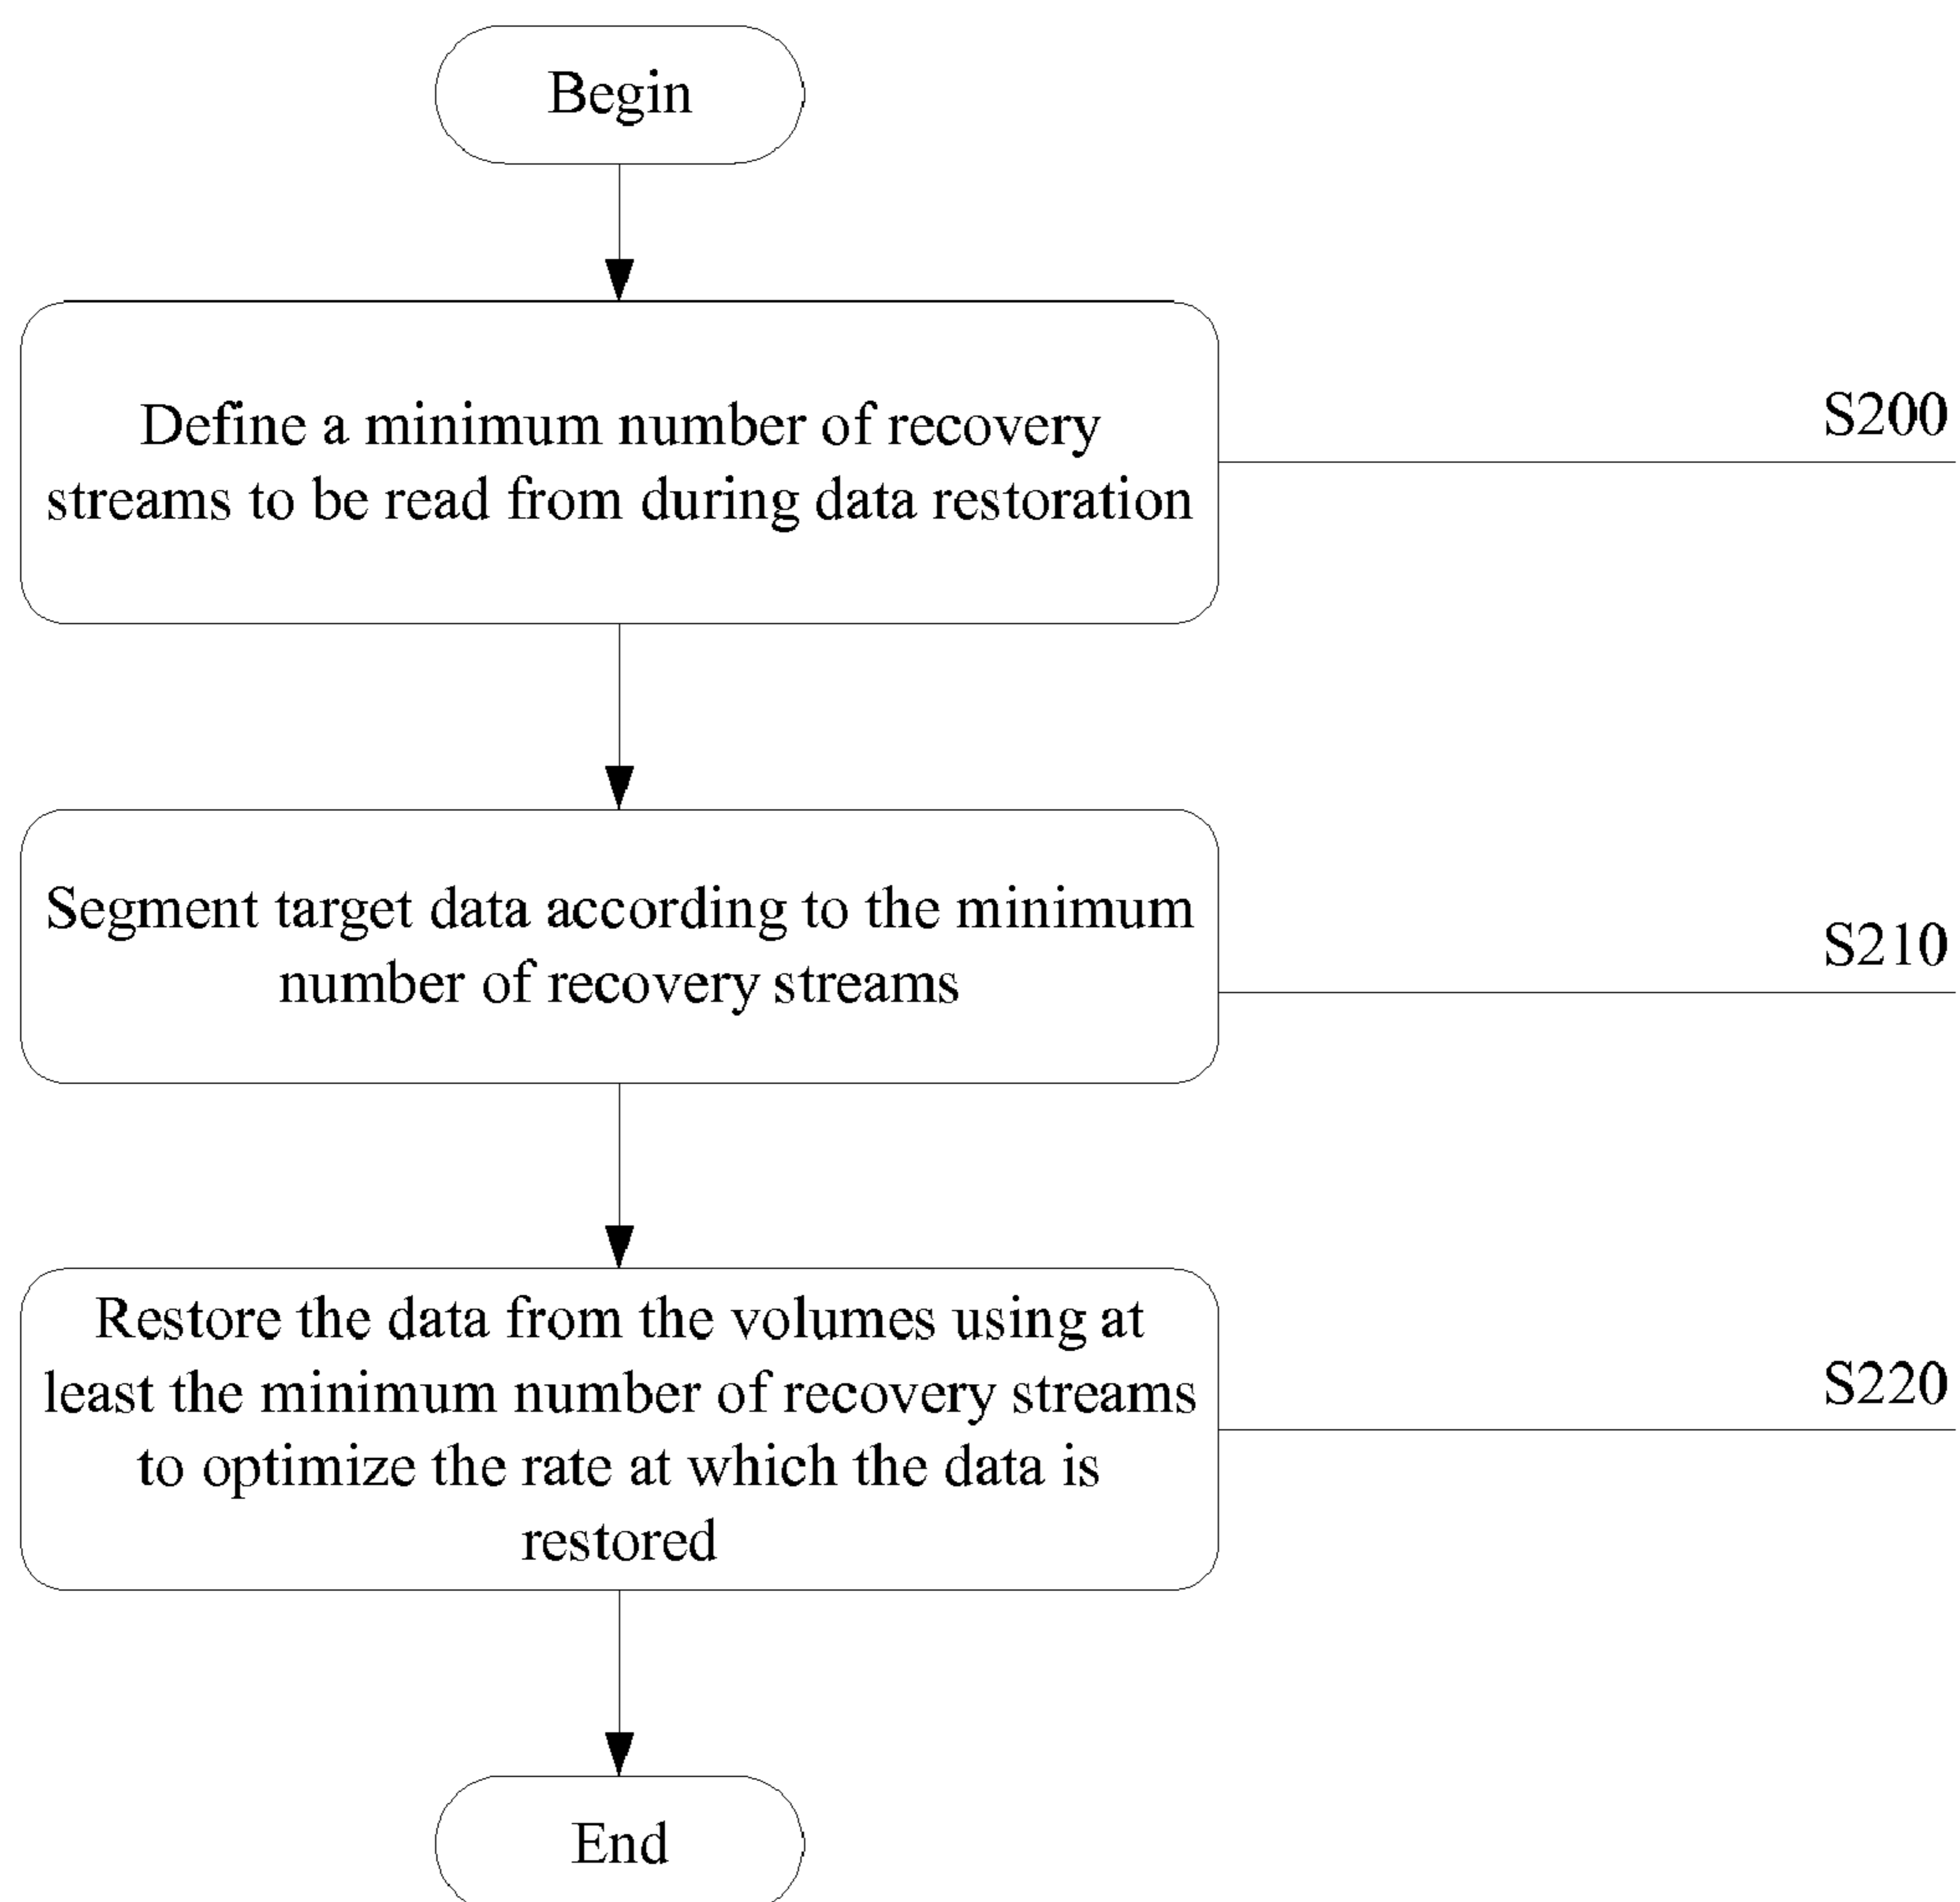 Begin
Define a minimum number of recovery
streams to be read from during data restoration
S200
Segment target data according to the minimum
number of recovery streams
S210
Restore the data from the volumes using at
least the minimum number of recovery streams
to optimize the rate at which the data is
restored
S220
End